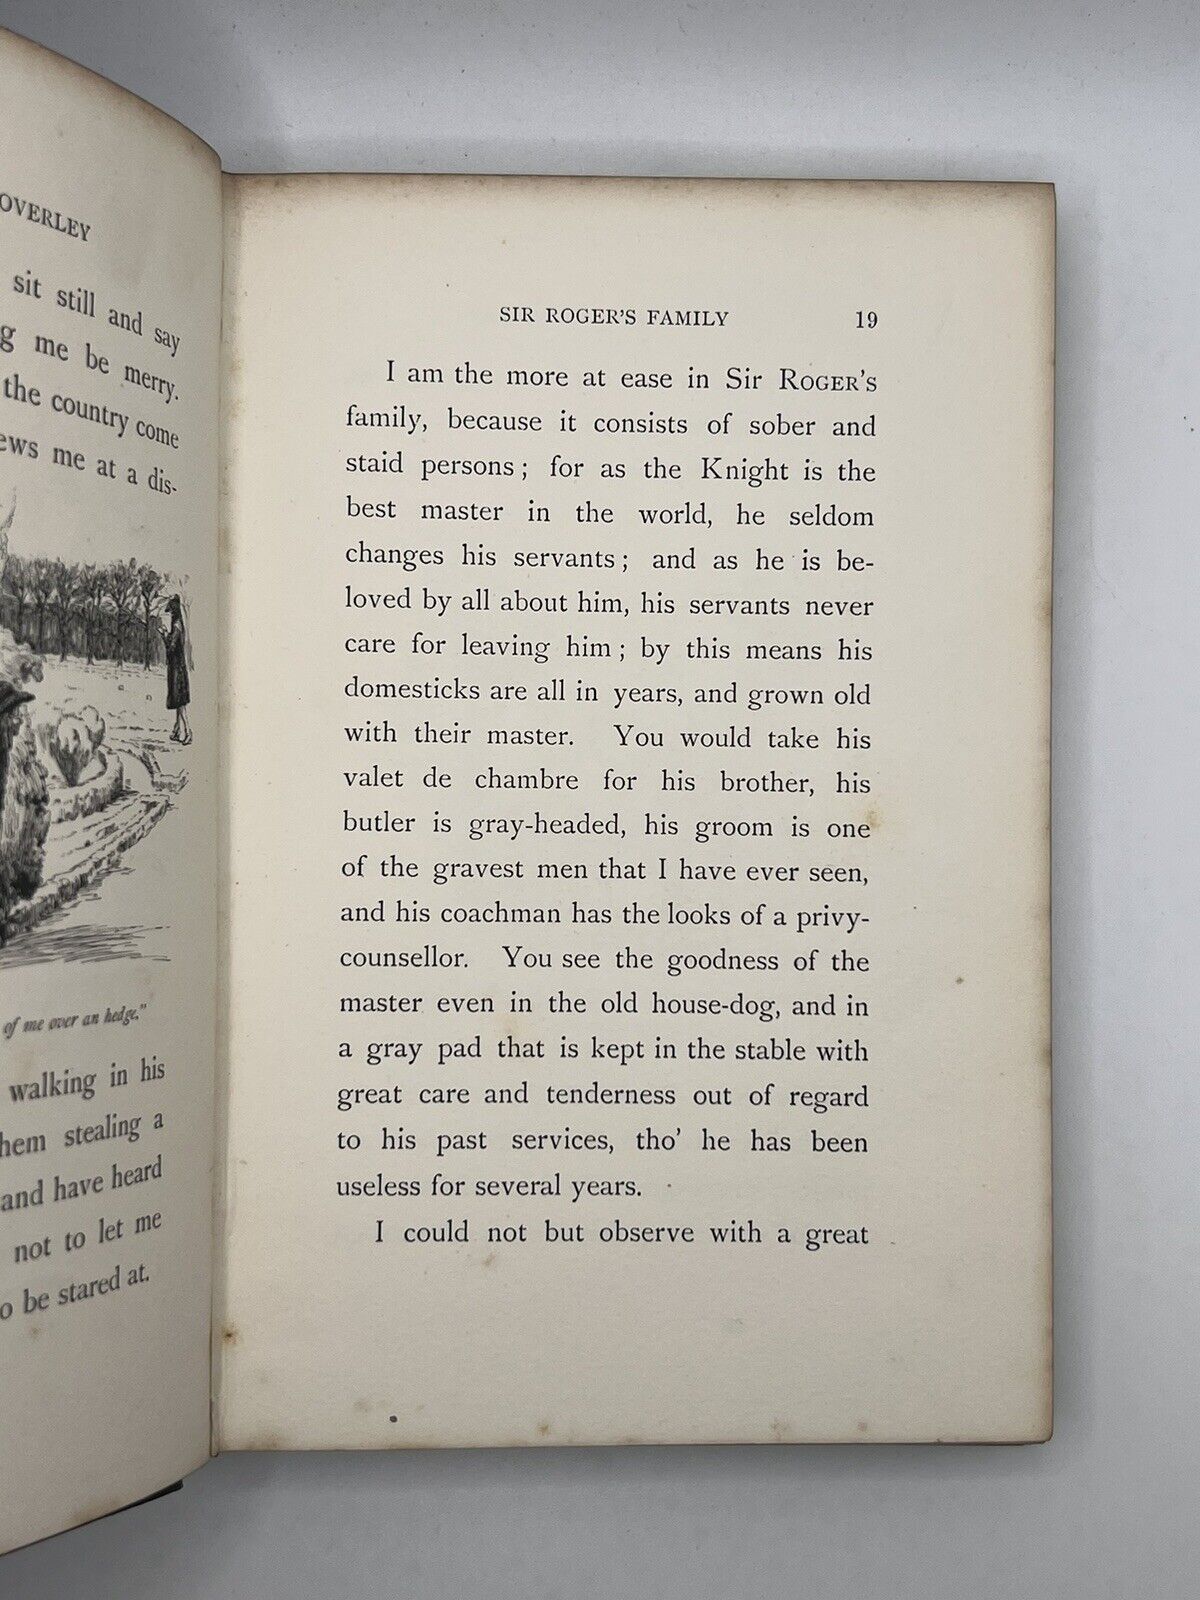 OVERLEY
sit still and say
me be merry.
the country come
me at a dis-
of me over an hedge."
walking in his
stealing a
and have heard
not to let me
be stared at.
SIR ROGER'S FAMILY 19
I am the more at ease in Sir ROGER'S
family, because it consists of sober and
staid persons; for as the Knight is the
best master in the world, he seldom
changes his servants; and as he is be-
loved by all about him, his servants never
care for leaving him; by this means his
domesticks are all in years, and grown old
with their master. You would take his
valet de chambre for his brother, his
butler is gray-headed, his groom is one
of the gravest men that I have ever seen,
and his coachman has the looks of a privy-
counsellor. You see the goodness of the
master even in the old house-dog, and in
a gray pad that is kept in the stable with
great care and tenderness out of regard
to his past services, tho' he has been
useless for several years.
I could not but observe with a great